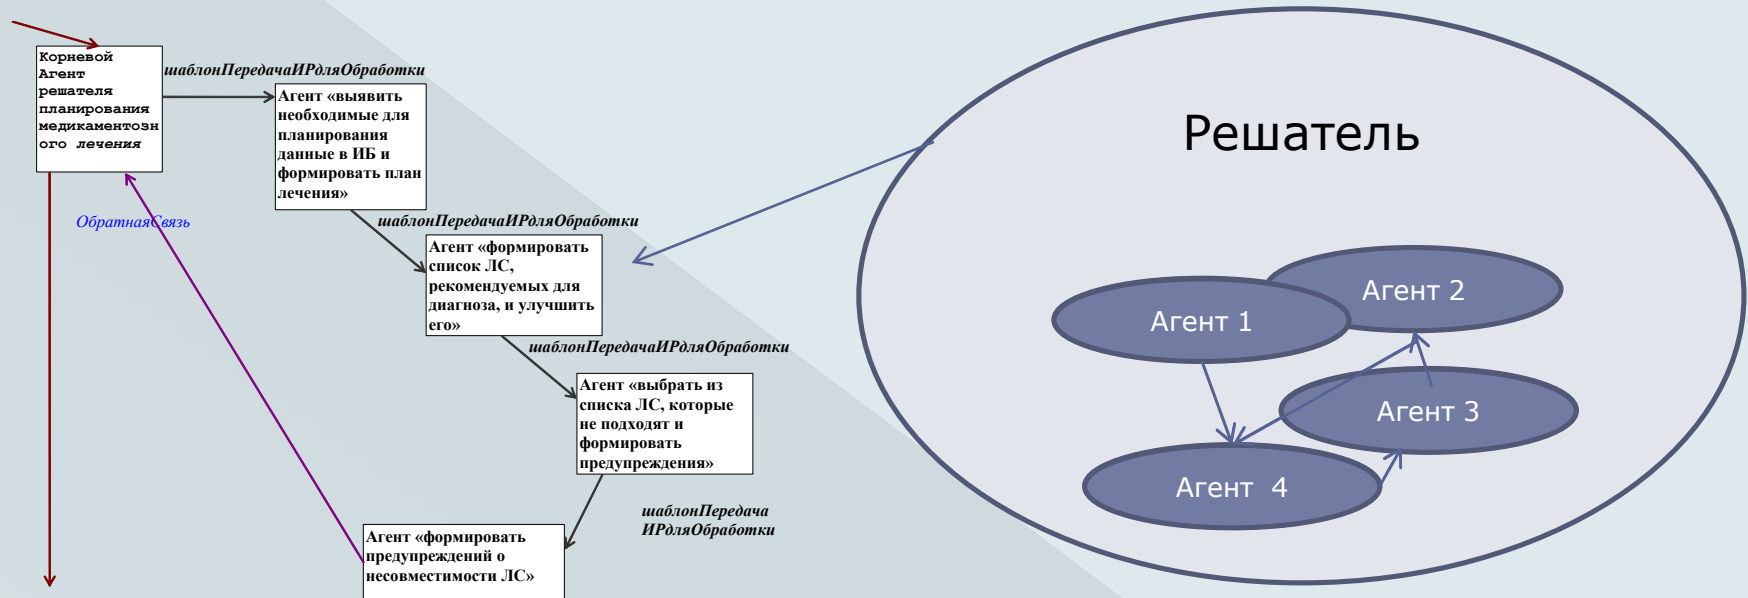 Корневой
Агент
решателя
планирования
медикаментозн
ого лечения
шаблонПередачаИРдляОбработки
Агент «выявить
необходимые для
планирования
данные в ИБ и
формировать план
лечения»
ОбратнаяСвязь
шаблонПередачаИРдляОбработки
Агент «формировать
список ЛС,
рекомендуемых для
диагноза, и улучшить
его»
шаблонПередачаИРдляОбработки
Агент «выбрать из
списка ЛС, которые
не подходят и
формировать
предупреждения»
шаблонПередача
ИРдляОбработки
Агент «формировать
предупреждений о
несовместимости ЛС»
Решатель
Агент 2
Агент 1
Агент 3
Агент 4